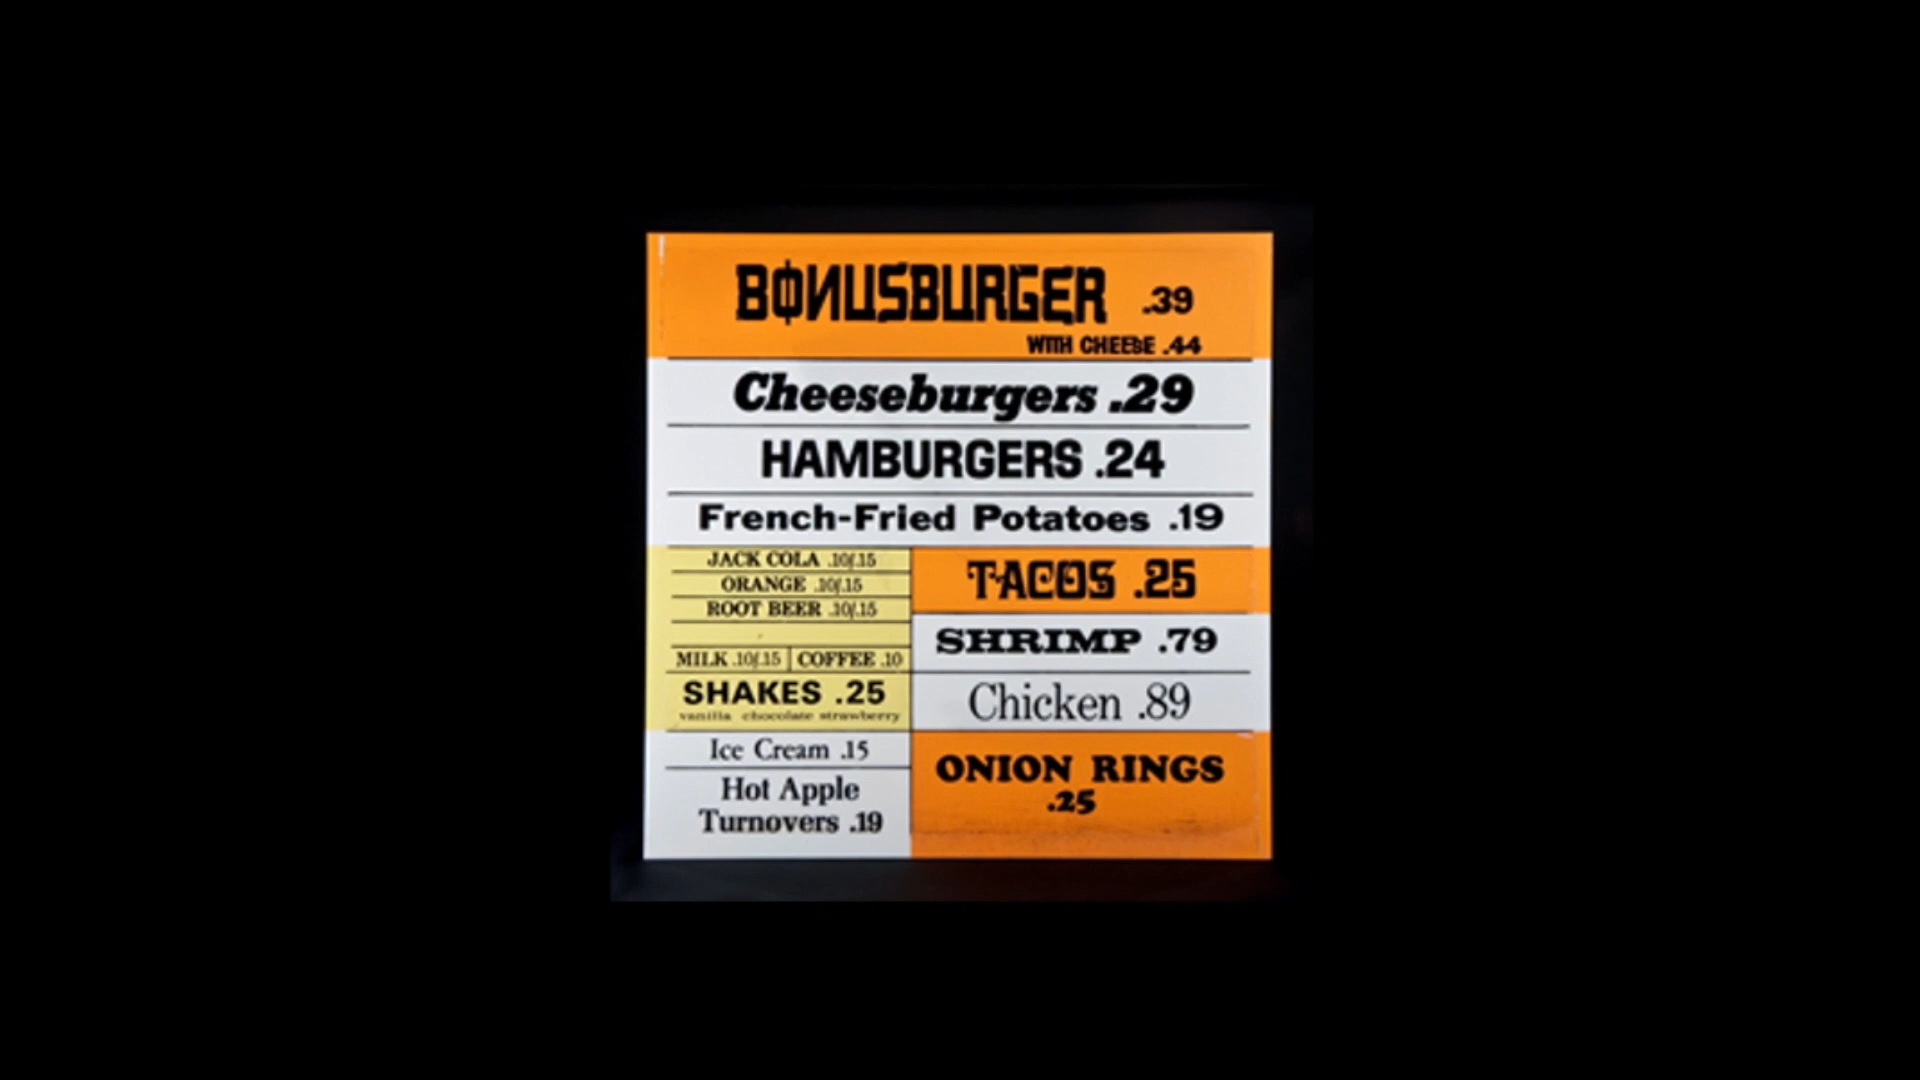 BONUSBURGER .39
WITH CHEESE .44
Cheeseburgers .29
HAMBURGERS .24
French-Fried Potatoes .19
JACK COLA .10/.15
ORANGE .10/.15
ROOT BEER .10/.15
MILK .10/.15 COFFEE .10
SHAKES .25
vanilla chocolate strawberry
Ice Cream .15
Hot Apple
Turnovers .19
TACOS .25
SHRIMP .79
Chicken .89
ONION RINGS
.25